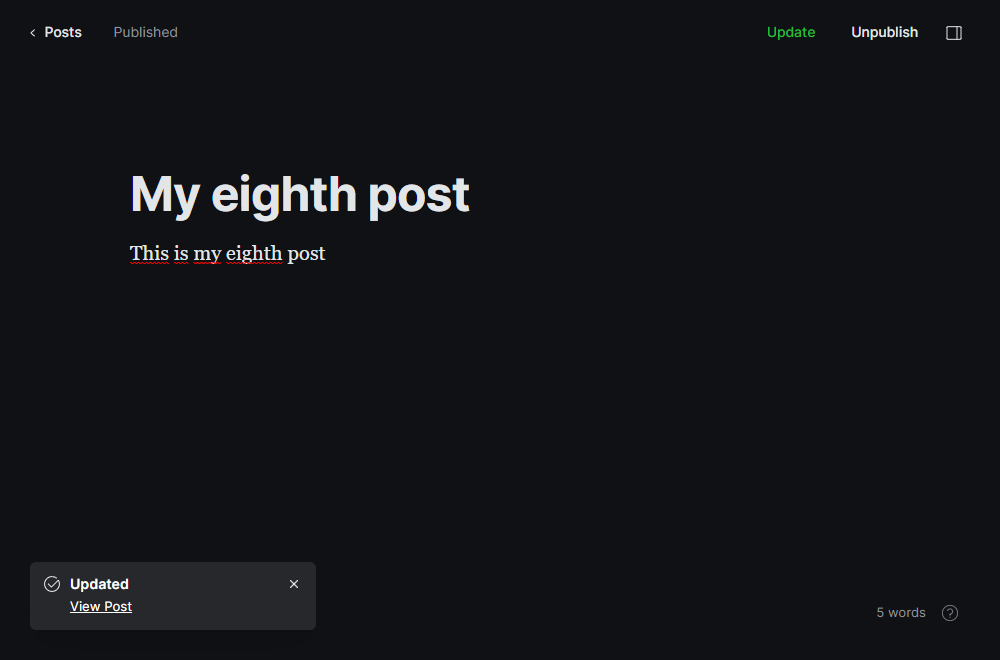 Posts Published Update Unpublish
My eighth post
This is my eighth post
Updated
View Post
5 words